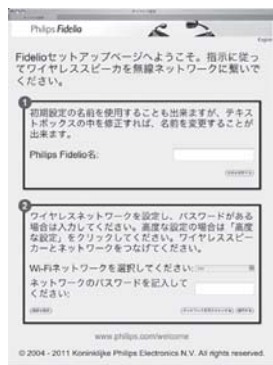 Philips Fidelio
English
Fidelioセットアップページへようこそ。指示に従っ
てワイヤレススピーカを無線ネットワークに繋いで
ください。
1
初期設定の名前を使用することも出来ますが、テキス
トボックスの中を修正すれば、名前を変更することが
出来ます。
Philips Fidelio名:
2
ワイヤレスネットワークを設定し、パスワードがある
場合は入力してください。高度な設定の場合は「高度
な設定」をクリックしてください。ワイヤレススピー
カーとネットワークをつなげてください。
Wi-Fiネットワークを選択してください:
ネットワークのパスワードを記入して
ください:
www.philips.com/welcome
© 2004 - 2011 Koninklijke Philips Electronics N.V. All rights reserved.